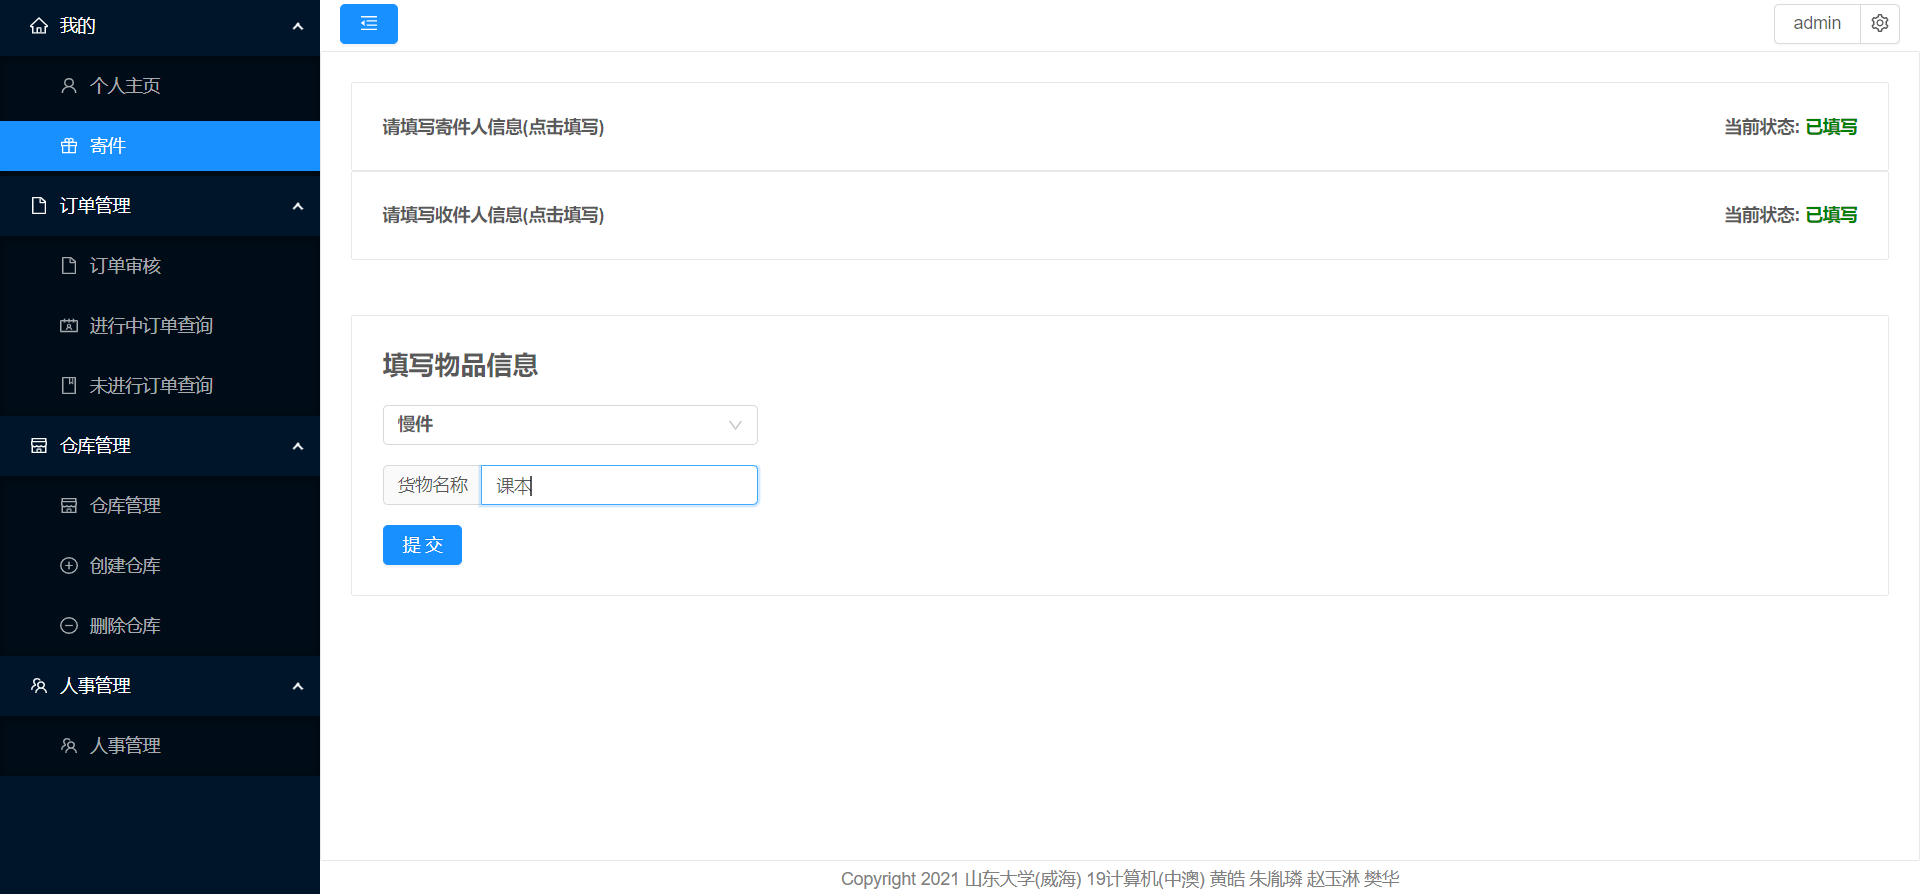 我的
个人主页
寄件
订单管理
订单审核
进行中订单查询
未进行订单查询
仓库管理
仓库管理
创建仓库
删除仓库
人事管理
人事管理
admin
请填写寄件人信息(点击填写)
当前状态: 已填写
请填写收件人信息(点击填写)
当前状态: 已填写
填写物品信息
慢件
货物名称 课本
提 交
Copyright 2021 山东大学(威海) 19计算机(中澳) 黄皓 朱胤璘 赵玉淋 樊华